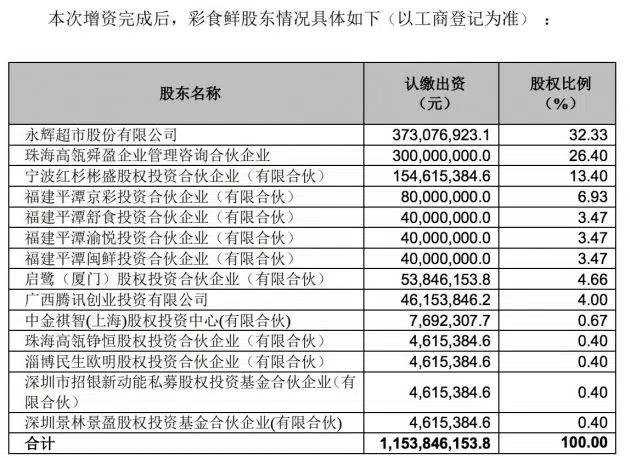 本次增资完成后，彩食鲜股东情况具体如下（以工商登记为准）：
股东名称 认缴出资（元） 股权比例（%）
永辉超市股份有限公司 373,076,923.1 32.33
珠海高瓴舜盈企业管理咨询合伙企业 300,000,000.0 26.40
宁波红杉彬盛股权投资合伙企业（有限合伙） 154,615,384.6 13.40
福建平潭京彩投资合伙企业（有限合伙） 80,000,000.0 6.93
福建平潭舒食投资合伙企业（有限合伙） 40,000,000.0 3.47
福建平潭渝悦投资合伙企业（有限合伙） 40,000,000.0 3.47
福建平潭闽鲜投资合伙企业（有限合伙） 40,000,000.0 3.47
启鹭（厦门）股权投资合伙企业（有限合伙） 53,846,153.8 4.66
广西腾讯创业投资有限公司 46,153,846.2 4.00
中金祺智(上海)股权投资中心(有限合伙) 7,692,307.7 0.67
珠海高瓴铮恒股权投资合伙企业（有限合伙） 4,615,384.6 0.40
淄博民生欧明股权投资合伙企业（有限合伙） 4,615,384.6 0.40
深圳市招银新动能私募股权投资基金合伙企业（有
限合伙） 4,615,384.6 0.40
深圳景林景盈股权投资基金合伙企业(有限合伙) 4,615,384.6 0.40
合计 1,153,846,153.8 100.00